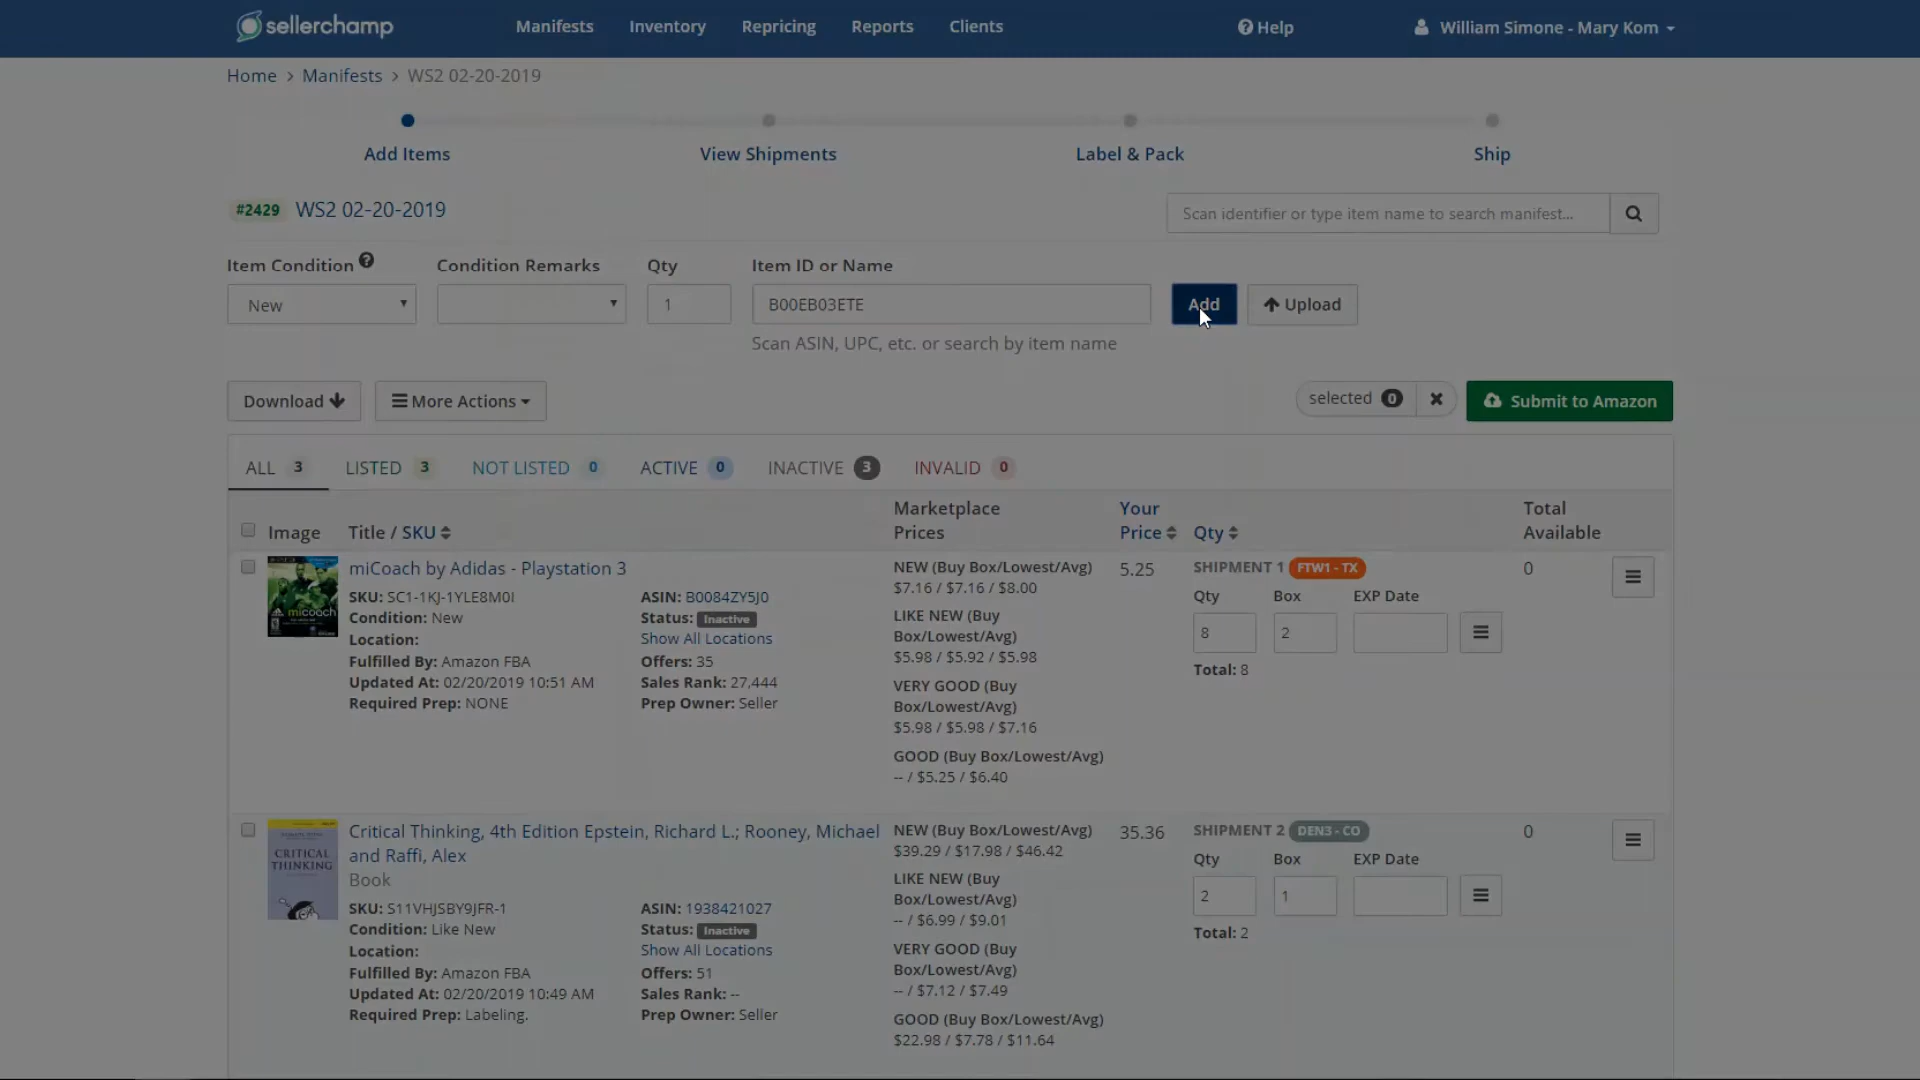 sellerchamp Manifests Inventory Repricing Reports Clients Help William Simone - Mary Kom
Home > Manifests > WS2 02-20-2019
Add Items View Shipments Label & Pack Ship
#2429 WS2 02-20-2019 Scan identifier or type item name to search manifest...
Item Condition Condition Remarks Qty Item ID or Name
New 1 B00EB03ETE Add Upload
Scan ASIN, UPC, etc. or search by item name
Download More Actions selected 0 Submit to Amazon
ALL 3 LISTED 3 NOT LISTED 0 ACTIVE 0 INACTIVE 3 INVALID 0
Image Title / SKU Marketplace Prices Your Price Qty Total Available
miCoach by Adidas - Playstation 3
SKU: SC1-1KJ-1YLE8M0I
Condition: New
Location:
Fulfilled By: Amazon FBA
Updated At: 02/20/2019 10:51 AM
Required Prep: NONE
ASIN: B0084ZY5J0
Status: Inactive
Show All Locations
Offers: 35
Sales Rank: 27,444
Prep Owner: Seller
NEW (Buy Box/Lowest/Avg)
$7.16 / $7.16 / $8.00
LIKE NEW (Buy
Box/Lowest/Avg)
$5.98 / $5.92 / $5.98
VERY GOOD (Buy
Box/Lowest/Avg)
$5.98 / $5.98 / $7.16
GOOD (Buy Box/Lowest/Avg)
-- / $5.25 / $6.40
5.25
SHIPMENT 1 FTW1 - TX
Qty Box EXP Date
8 2
Total: 8
0
micoach
CRITICAL
THINKING
Critical Thinking, 4th Edition Epstein, Richard L.; Rooney, Michael
and Raffi, Alex
Book
SKU: S11VHJSBY9JFR-1
Condition: Like New
Location:
Fulfilled By: Amazon FBA
Updated At: 02/20/2019 10:49 AM
Required Prep: Labeling.
ASIN: 1938421027
Status: Inactive
Show All Locations
Offers: 51
Sales Rank: --
Prep Owner: Seller
NEW (Buy Box/Lowest/Avg)
$39.29 / $17.98 / $46.42
LIKE NEW (Buy
Box/Lowest/Avg)
-- / $6.99 / $9.01
VERY GOOD (Buy
Box/Lowest/Avg)
-- / $7.12 / $7.49
GOOD (Buy Box/Lowest/Avg)
$22.98 / $7.78 / $11.64
35.36
SHIPMENT 2 DEN3 - CO
Qty Box EXP Date
2 1
Total: 2
0